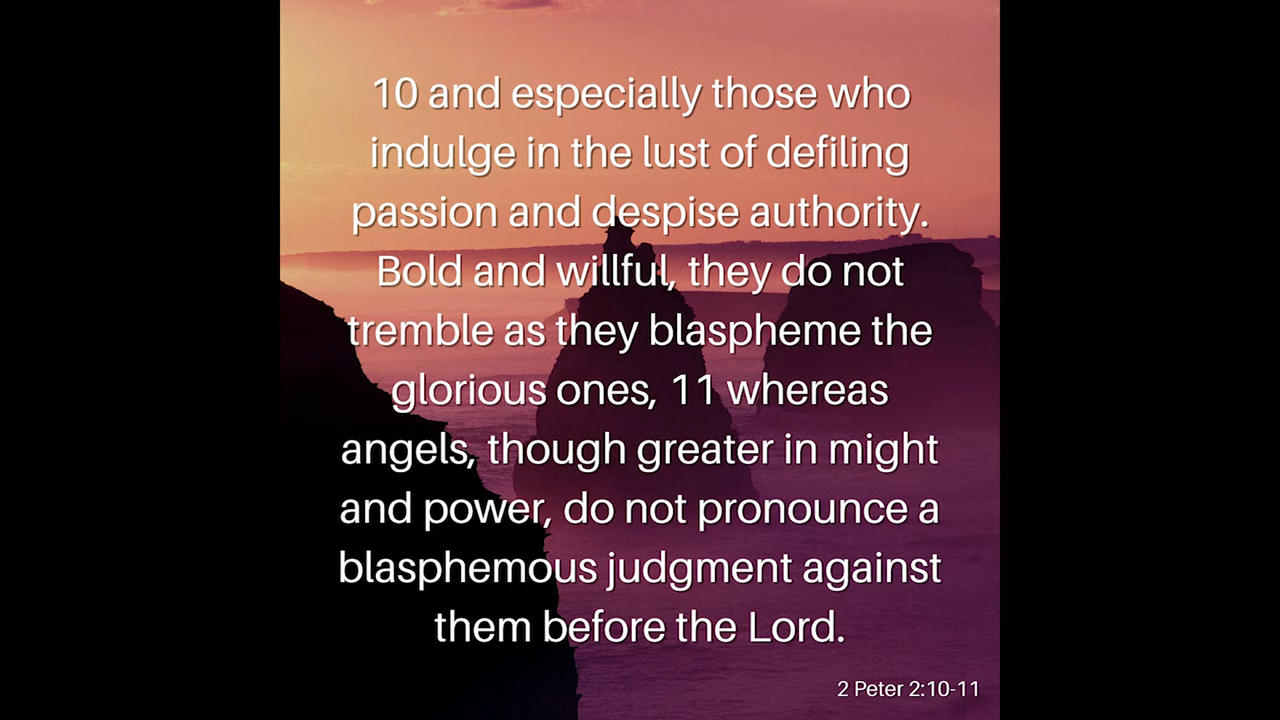 10 and especially those who
indulge in the lust of defiling
passion and despise authority.
Bold and willful, they do not
tremble as they blaspheme the
glorious ones, 11 whereas
angels, though greater in might
and power, do not pronounce a
blasphemous judgment against
them before the Lord.
2 Peter 2:10-11